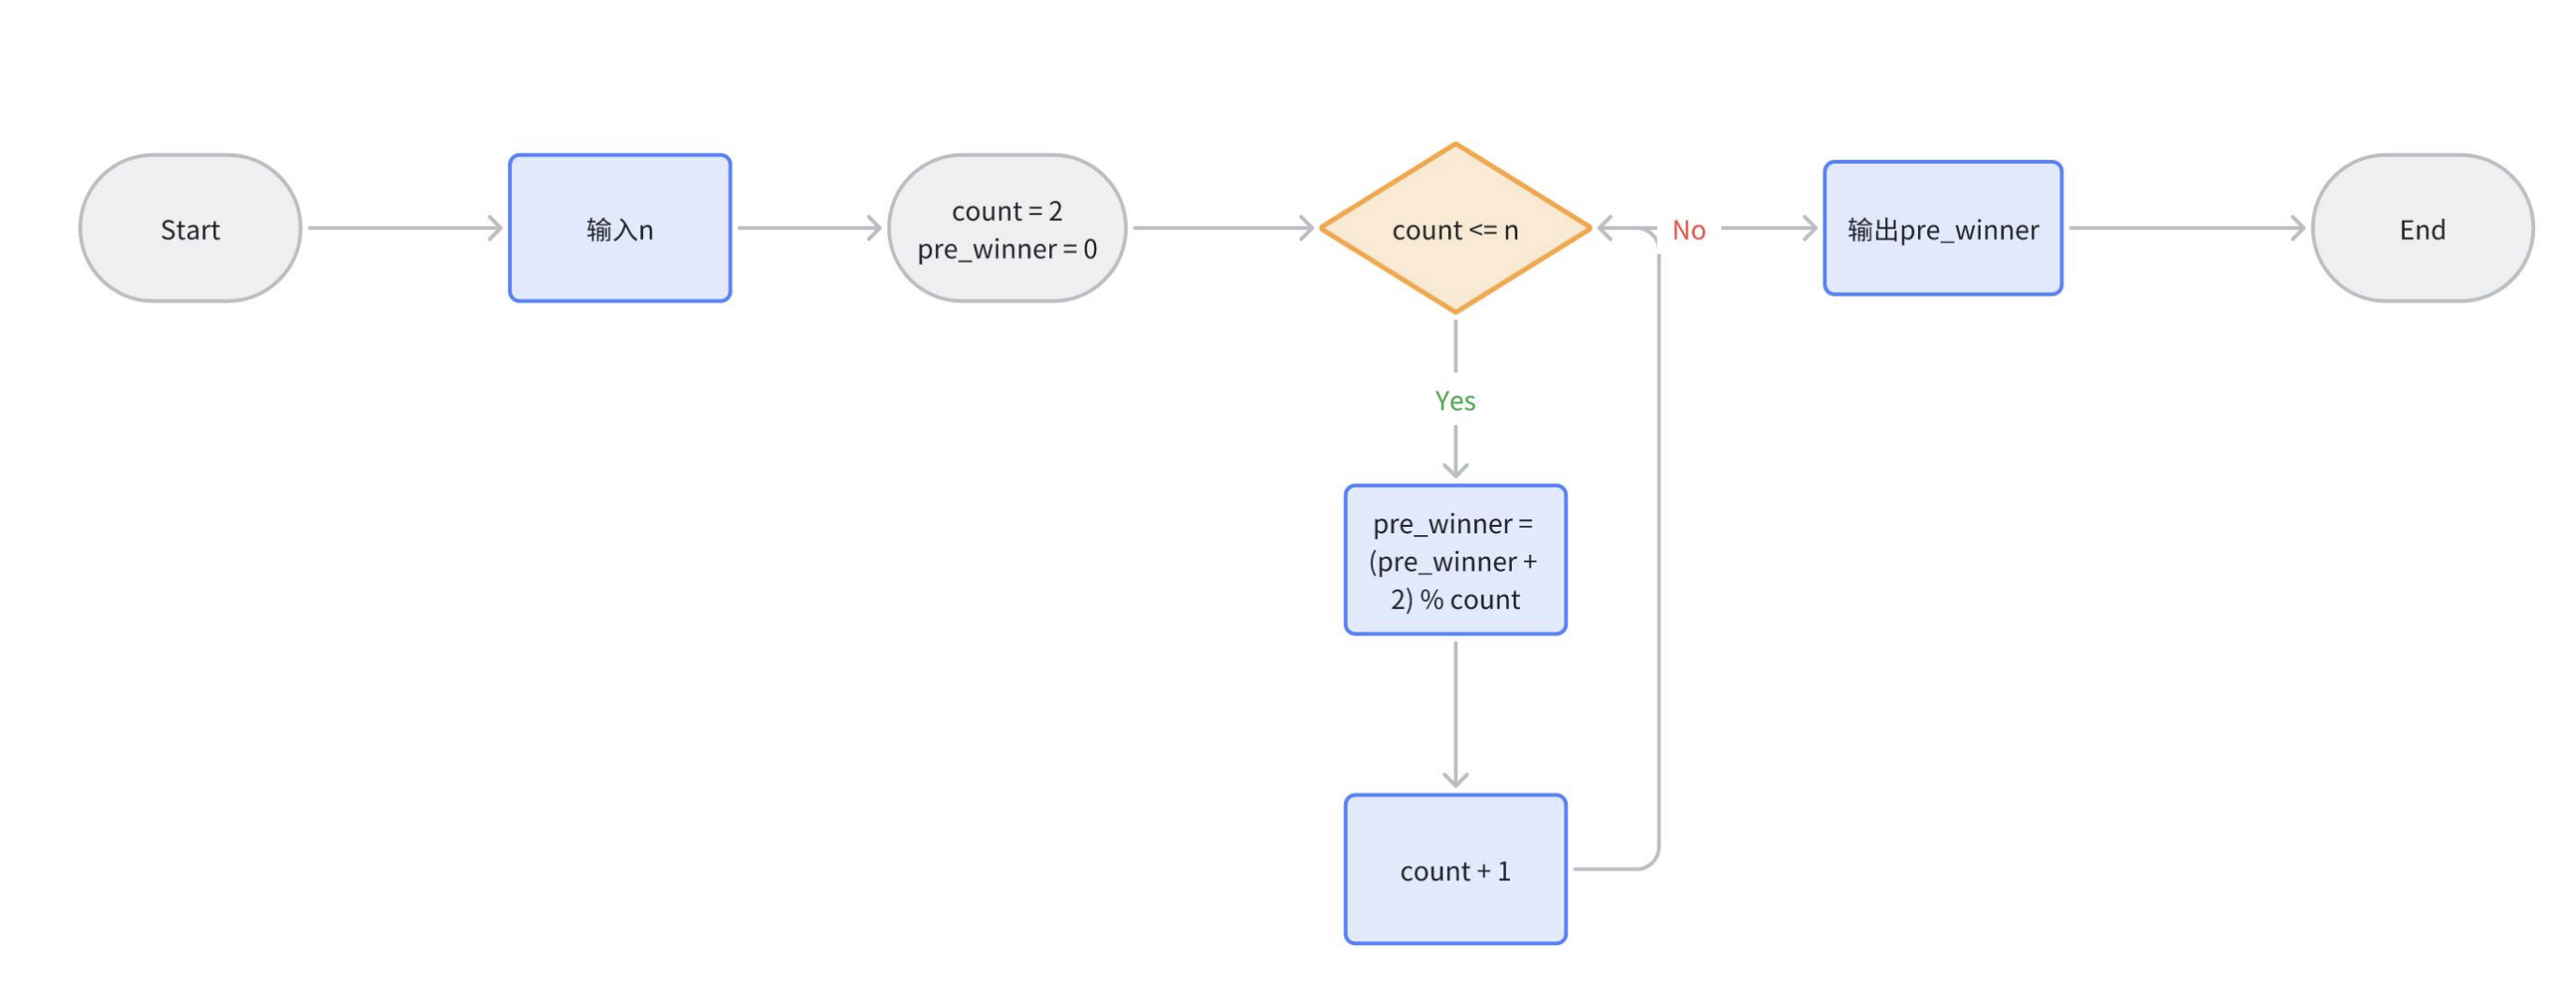 Start
输入n
count = 2
pre_winner = 0
count <= n
No
输出pre_winner
End
Yes
pre_winner =
(pre_winner +
2) % count
count + 1